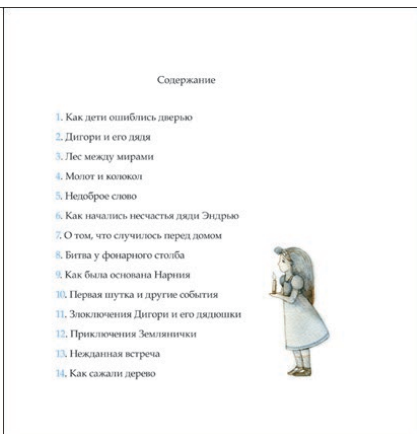 Содержание
1. Как дети ошиблись дверью
2. Дигори и его дядя
3. Лес между мирами
4. Молот и колокол
5. Недоброе слово
6. Как начались несчастья дяди Эндрью
7. О том, что случилось перед домом
8. Битва у фонарного столба
9. Как была основана Нарния
10. Первая шутка и другие события
11. Злоключения Дигори и его дядюшки
12. Приключения Землянички
13. Нежданная встреча
14. Как сажали дерево